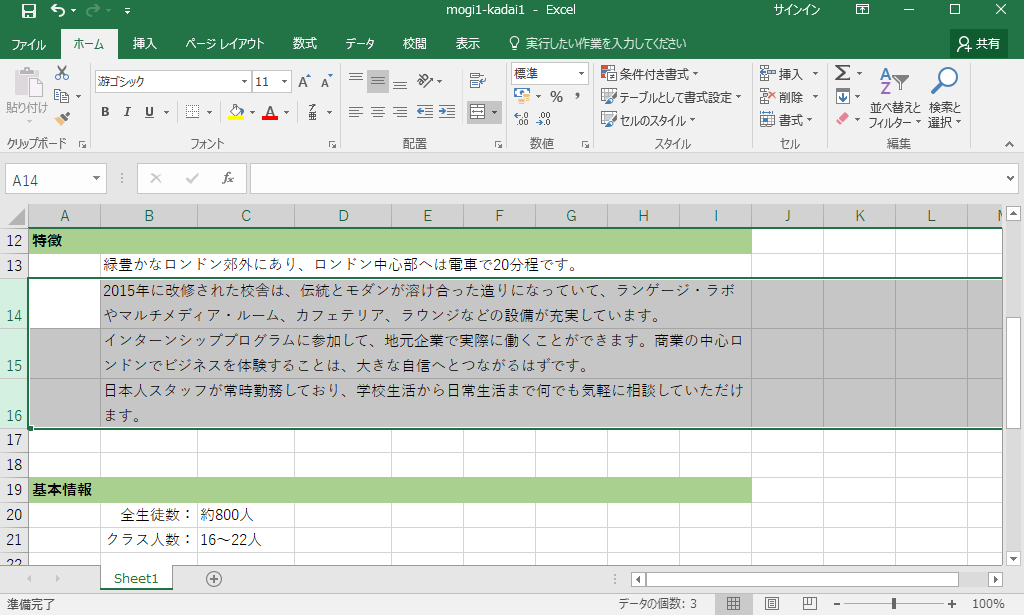 mogi1-kadai1 - Excel サインイン
ファイル ホーム 挿入 ページ レイアウト 数式 データ 校閲 表示 実行したい作業を入力してください 共有
貼り付け 游ゴシック 11 A A 標準 条件付き書式 挿入 Σ A Z
B I U A 亜 % , テーブルとして書式設定 削除 並べ替えと フィルター 検索と 選択
セルのスタイル 書式
クリップボード フォント 配置 数値 スタイル セル 編集
A14 fx
A B C D E F G H I J K L M
12 特徴
13 緑豊かなロンドン郊外にあり、ロンドン中心部へは電車で20分程です。
2015年に改修された校舎は、伝統とモダンが溶け合った造りになっていて、ランゲージ・ラボ
14 やマルチメディア・ルーム、カフェテリア、ラウンジなどの設備が充実しています。
インターンシッププログラムに参加して、地元企業で実際に働くことができます。商業の中心ロ
15 ンドンでビジネスを体験することは、大きな自信へとつながるはずです。
日本人スタッフが常時勤務しており、学校生活から日常生活まで何でも気軽に相談していただけ
16 ます。
17
18
19 基本情報
20 全生徒数： 約800人
21 クラス人数： 16～22人
22
Sheet1
準備完了 データの個数: 3 100%